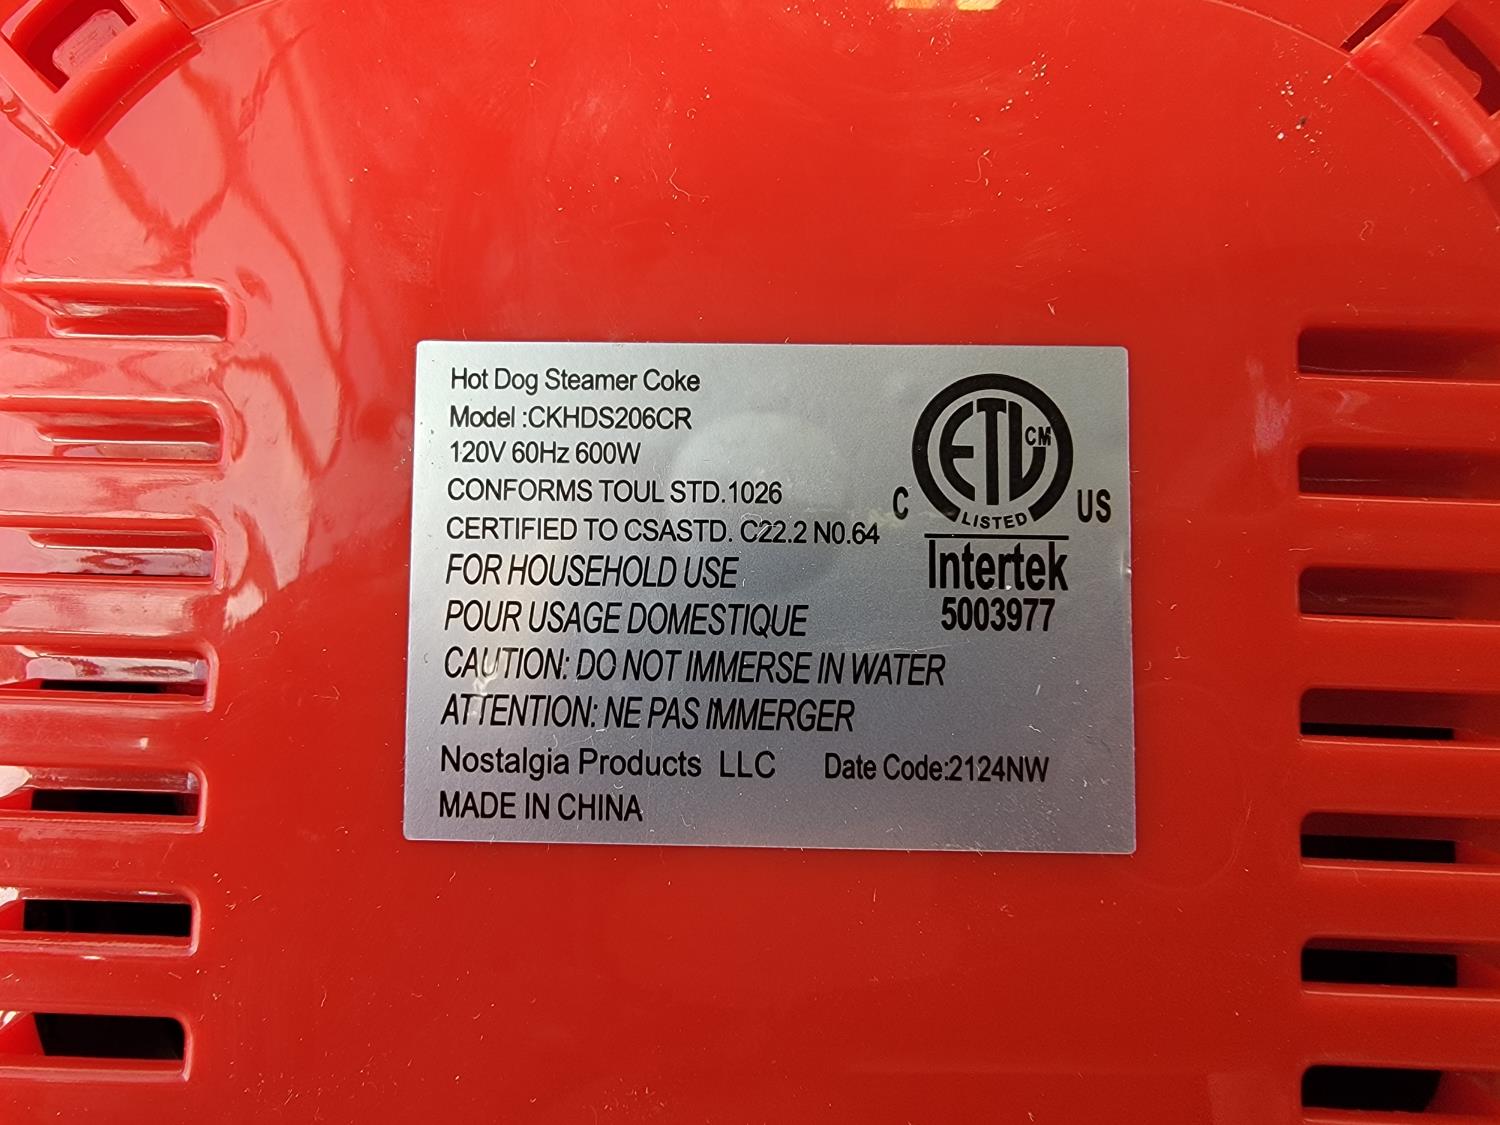 Hot Dog Steamer Coke
Model :CKHDS206CR
120V 60Hz 600W
CONFORMS TOUL STD.1026
CERTIFIED TO CSASTD. C22.2 N0.64
FOR HOUSEHOLD USE
POUR USAGE DOMESTIQUE
CAUTION: DO NOT IMMERSE IN WATER
ATTENTION: NE PAS IMMERGER
Nostalgia Products LLC Date Code:2124NW
MADE IN CHINA
ETL CM
C LISTED US
Intertek
5003977